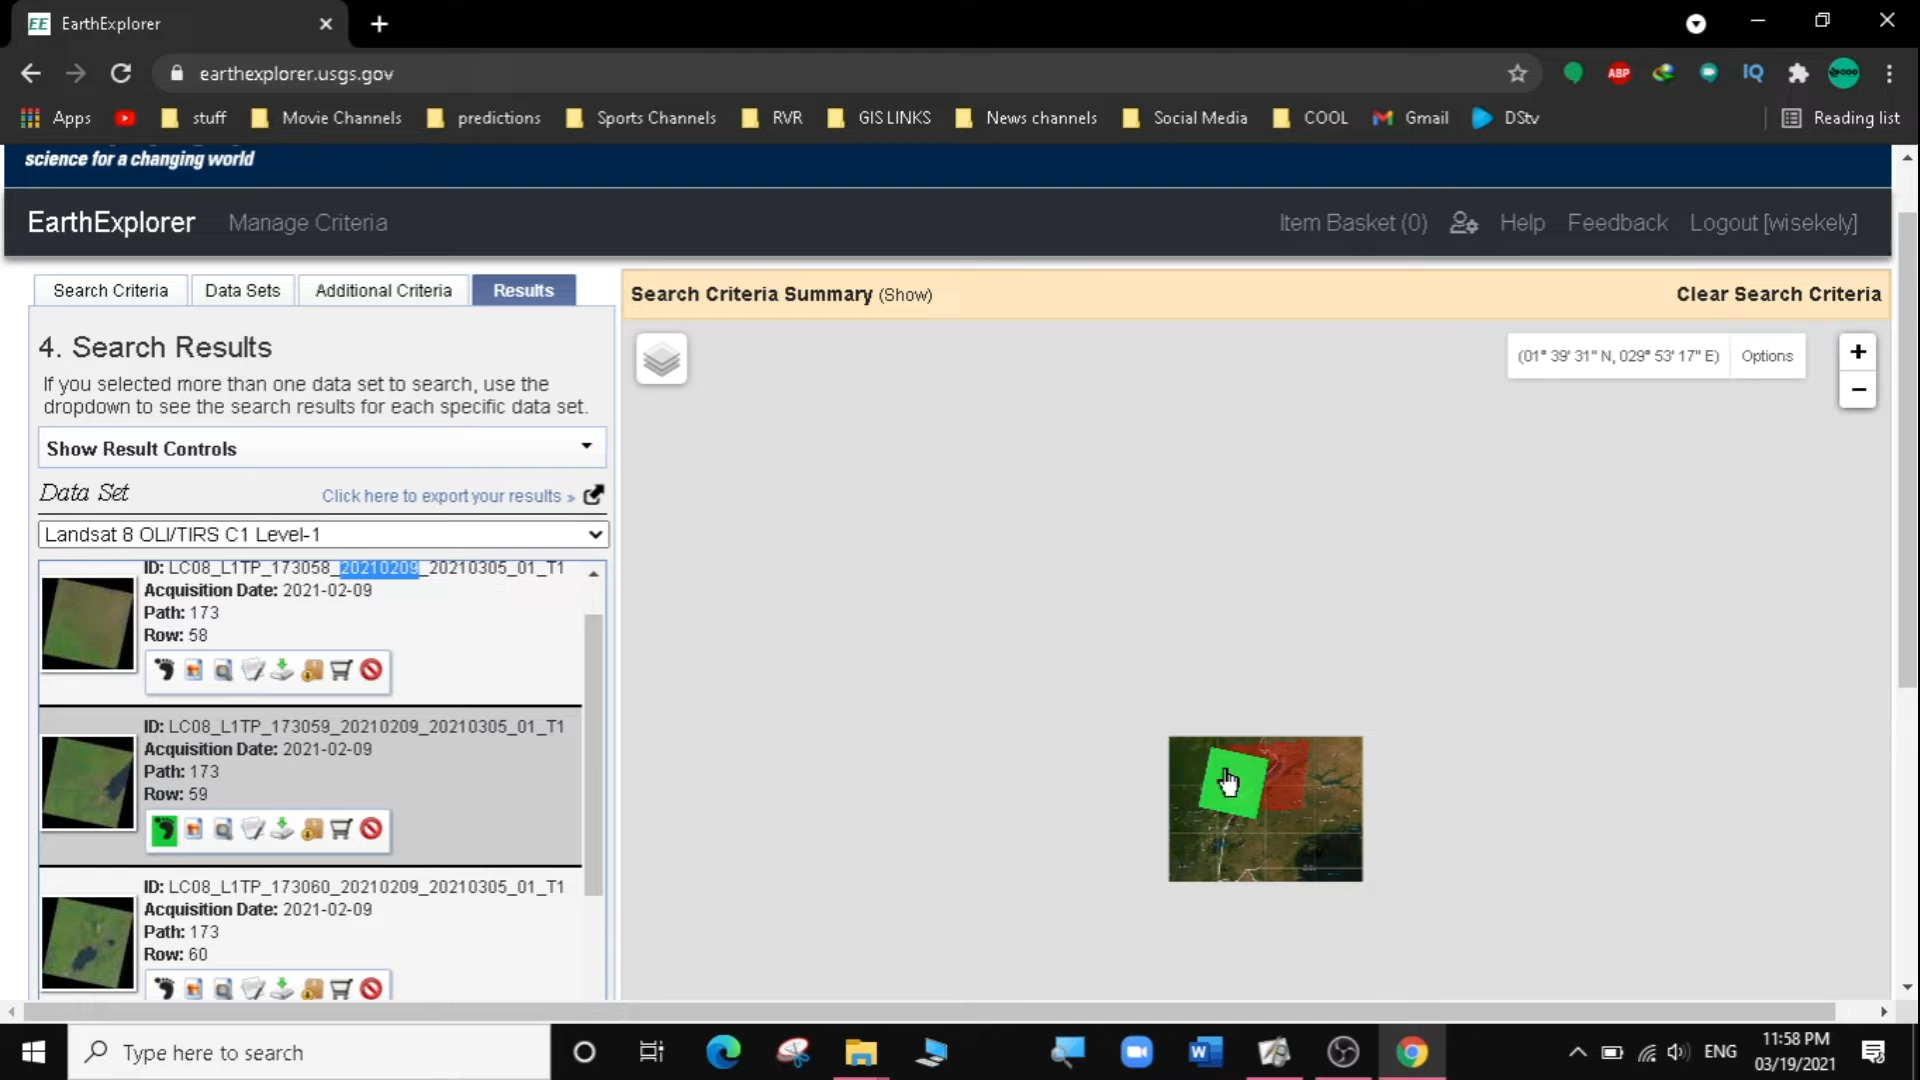 EE EarthExplorer
earthexplorer.usgs.gov
ABP
IQ
Apps
stuff
Movie Channels
predictions
Sports Channels
RVR
GIS LINKS
News channels
Social Media
COOL
Gmail
DStv
Reading list
science for a changing world
EarthExplorer
Manage Criteria
Item Basket (0)
Help
Feedback
Logout [wisekely]
Search Criteria
Data Sets
Additional Criteria
Results
Search Criteria Summary (Show)
Clear Search Criteria
4. Search Results
If you selected more than one data set to search, use the
dropdown to see the search results for each specific data set.
Show Result Controls
Data Set
Click here to export your results »
Landsat 8 OLI/TIRS C1 Level-1
ID: LC08_L1TP_173058_20210209_20210305_01_T1
Acquisition Date: 2021-02-09
Path: 173
Row: 58
ID: LC08_L1TP_173059_20210209_20210305_01_T1
Acquisition Date: 2021-02-09
Path: 173
Row: 59
ID: LC08_L1TP_173060_20210209_20210305_01_T1
Acquisition Date: 2021-02-09
Path: 173
Row: 60
(01° 39' 31" N, 029° 53' 17" E)
Options
+
−
Type here to search
W
ENG
11:58 PM
03/19/2021